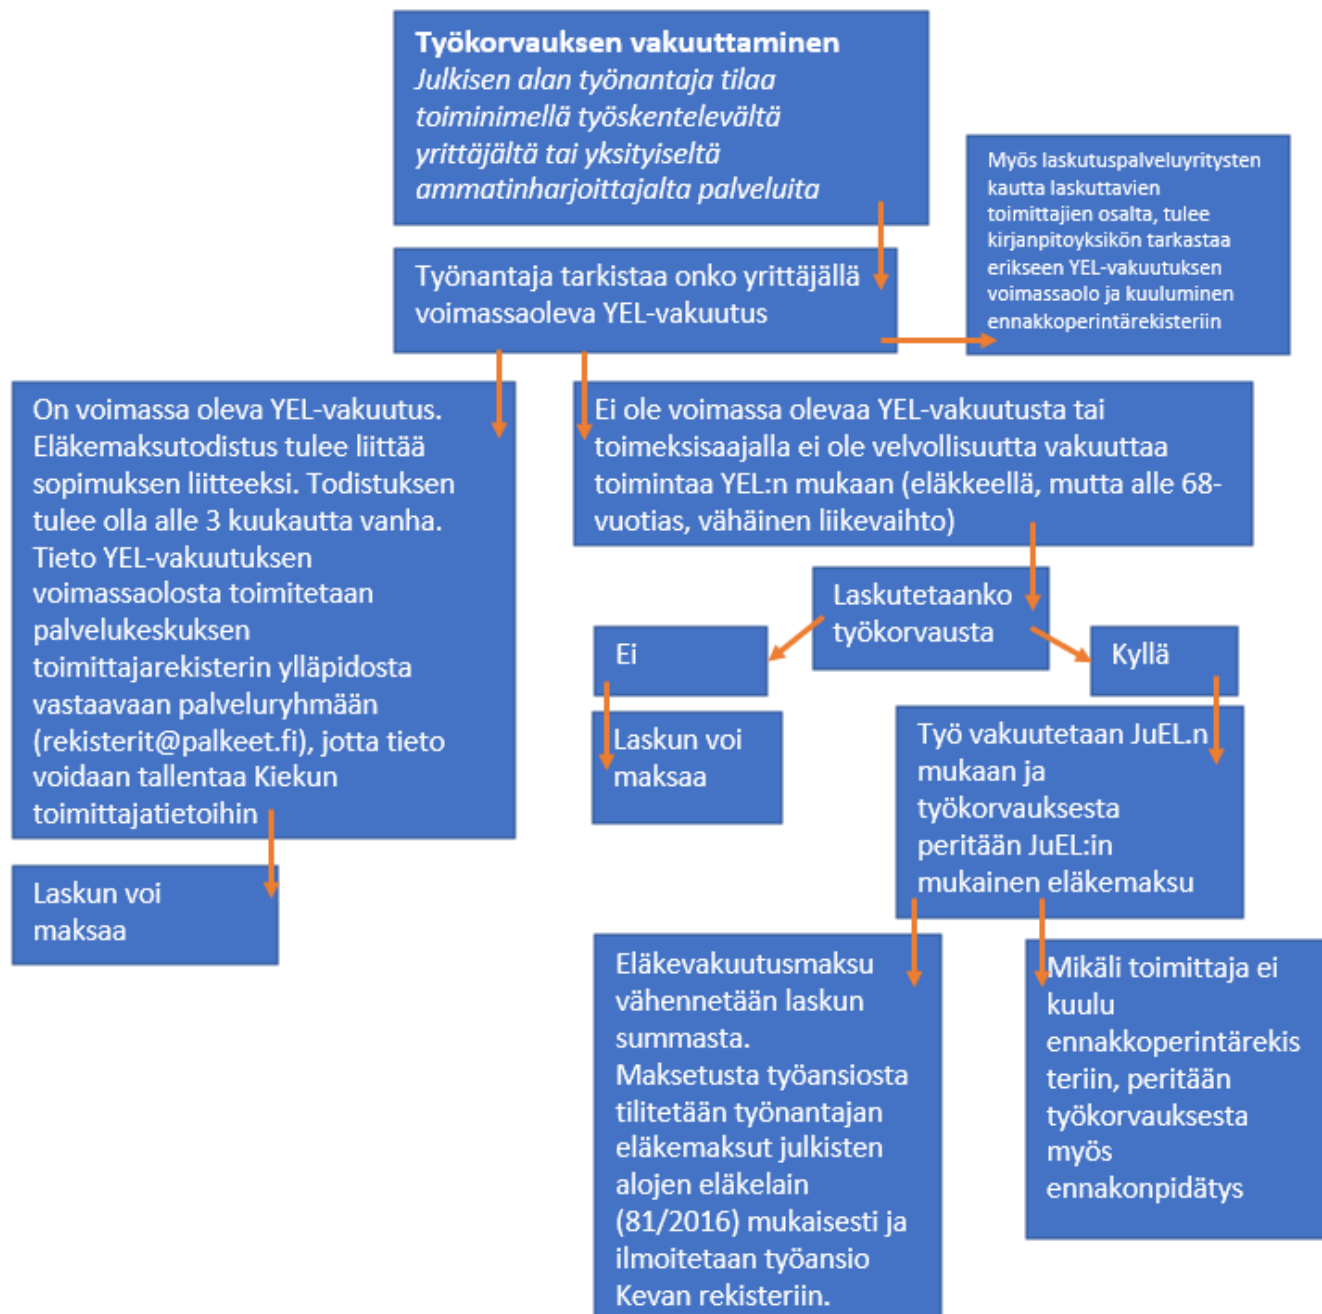 Työkorvauksen vakuuttaminen
Julkisen alan työnantaja tilaa
toiminimellä työskentelevältä
yrittäjältä tai yksityiseltä
ammatinharjoittajalta palveluita
Myös laskutuspalveluyritysten
kautta laskuttavien
toimittajien osalta, tulee
kirjanpitoyksikön tarkastaa
erikseen YEL-vakuutuksen
voimassaolo ja kuuluminen
ennakkoperintärekisteriin
Työnantaja tarkistaa onko yrittäjällä
voimassaoleva YEL-vakuutus
On voimassa oleva YEL-vakuutus.
Eläkemaksutodistus tulee liittää
sopimuksen liitteeksi. Todistuksen
tulee olla alle 3 kuukautta vanha.
Tieto YEL-vakuutuksen
voimassaolosta toimitetaan
palvelukeskuksen
toimittajarekisterin ylläpidosta
vastaavaan palveluryhmään
(rekisterit@palkeet.fi), jotta tieto
voidaan tallentaa Kiekun
toimittajatietoihin
Laskun voi
maksaa
Ei ole voimassa olevaa YEL-vakuutusta tai
toimeksisaajalla ei ole velvollisuutta vakuuttaa
toimintaa YEL:n mukaan (eläkkeellä, mutta alle 68-
vuotias, vähäinen liikevaihto)
Laskutetaanko
työkorvausta
Ei
Kyllä
Laskun voi
maksaa
Työ vakuutetaan JuEL.n
mukaan ja
työkorvauksesta
peritään JuEL:in
mukainen eläkemaksu
Eläkevakuutusmaksu
vähennetään laskun
summasta.
Maksetusta työansiosta
tilitetään työnantajan
eläkemaksut julkisten
alojen eläkelain
(81/2016) mukaisesti ja
ilmoitetaan työansio
Kevan rekisteriin.
Mikäli toimittaja ei
kuulu
ennakkoperintärekis
teriin, peritään
työkorvauksesta
myös
ennakonpidätys